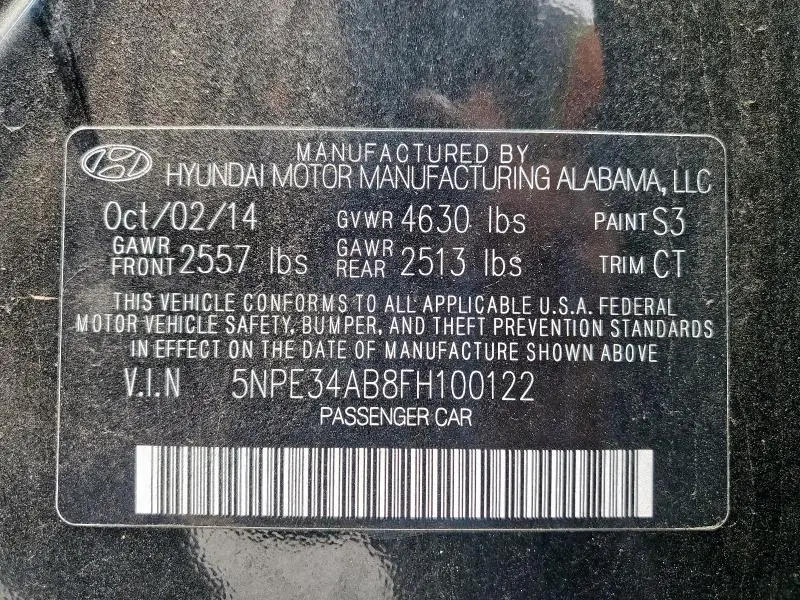 MANUFACTURED BY
HYUNDAI MOTOR MANUFACTURING ALABAMA, LLC
Oct/02/14 GVWR 4630 lbs PAINT S3
GAWR FRONT 2557 lbs GAWR REAR 2513 lbs TRIM CT
THIS VEHICLE CONFORMS TO ALL APPLICABLE U.S.A. FEDERAL
MOTOR VEHICLE SAFETY, BUMPER, AND THEFT PREVENTION STANDARDS
IN EFFECT ON THE DATE OF MANUFACTURE SHOWN ABOVE
V.I.N 5NPE34AB8FH100122
PASSENGER CAR